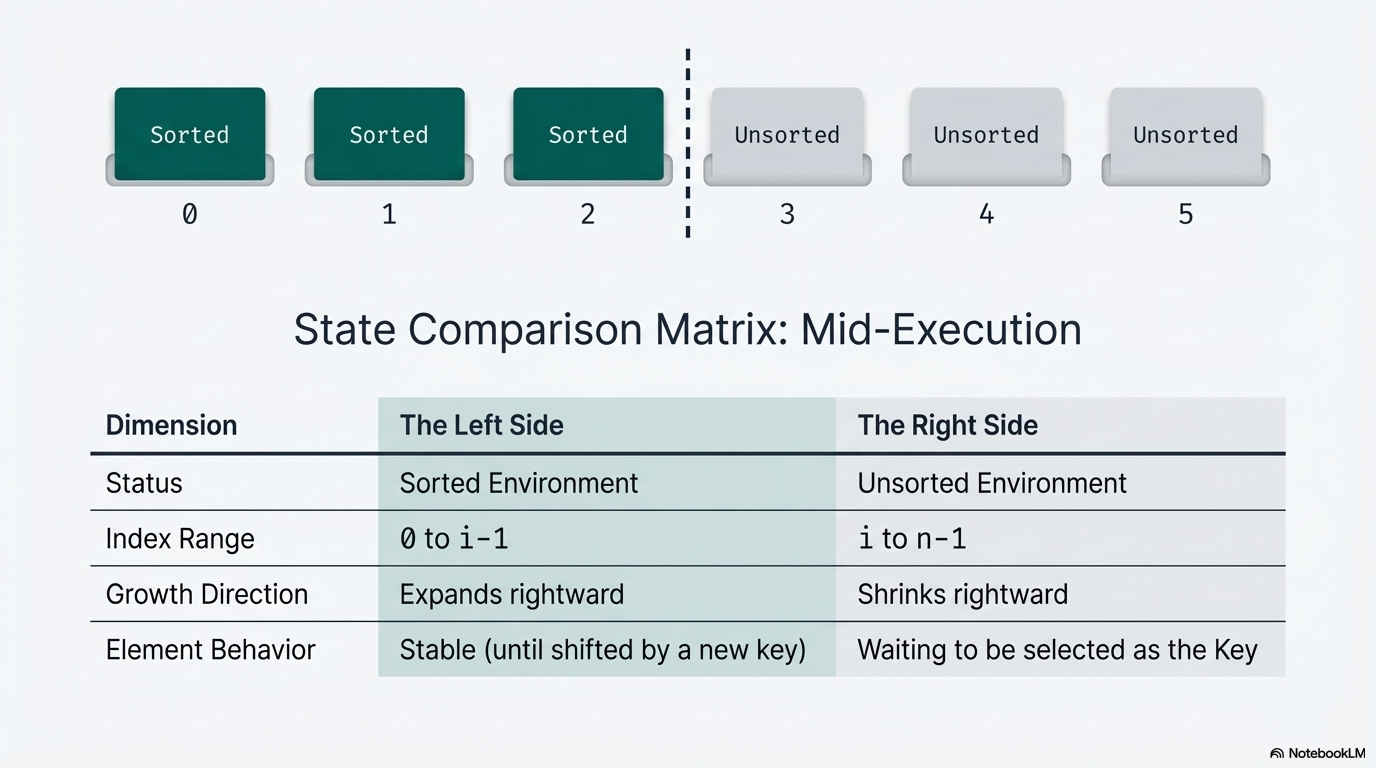 Sorted Sorted Sorted Unsorted Unsorted Unsorted
0 1 2 3 4 5
State Comparison Matrix: Mid-Execution
Dimension The Left Side The Right Side
Status Sorted Environment Unsorted Environment
Index Range 0 to i-1 i to n-1
Growth Direction Expands rightward Shrinks rightward
Element Behavior Stable (until shifted by a new key) Waiting to be selected as the Key
NotebookLM